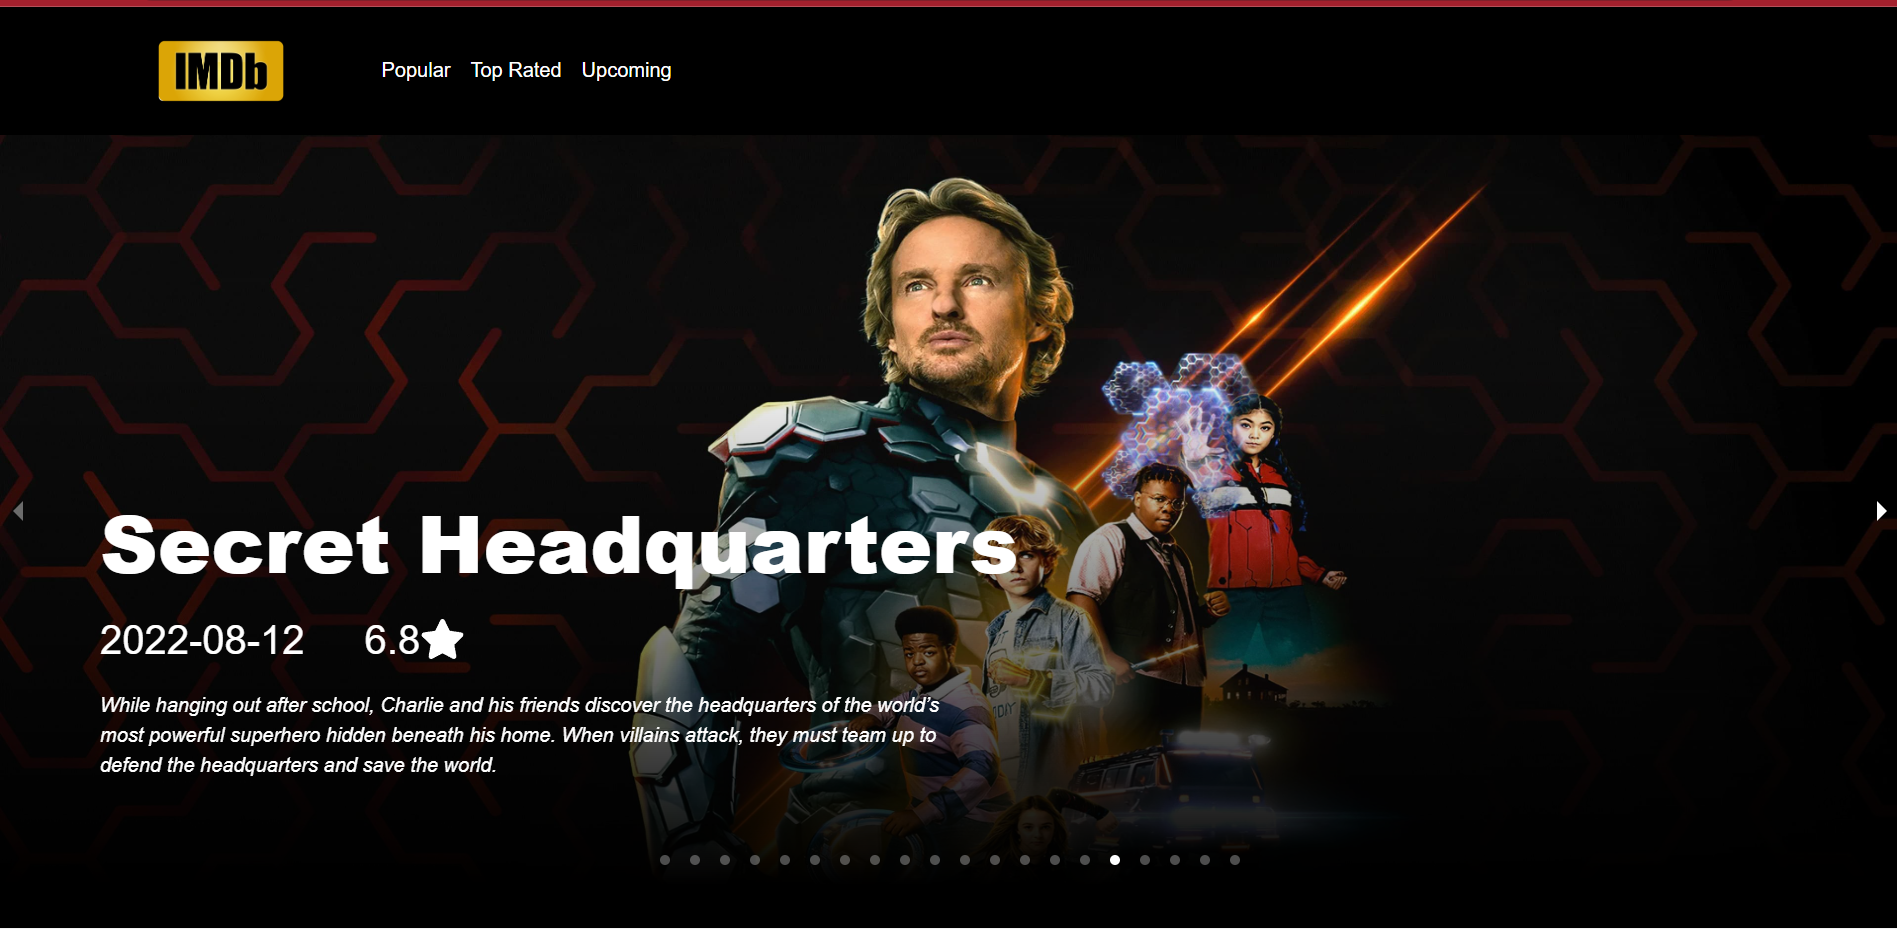 IMDb
Popular Top Rated Upcoming
Secret Headquarters
2022-08-12 6.8
While hanging out after school, Charlie and his friends discover the headquarters of the world’s
most powerful superhero hidden beneath his home. When villains attack, they must team up to
defend the headquarters and save the world.